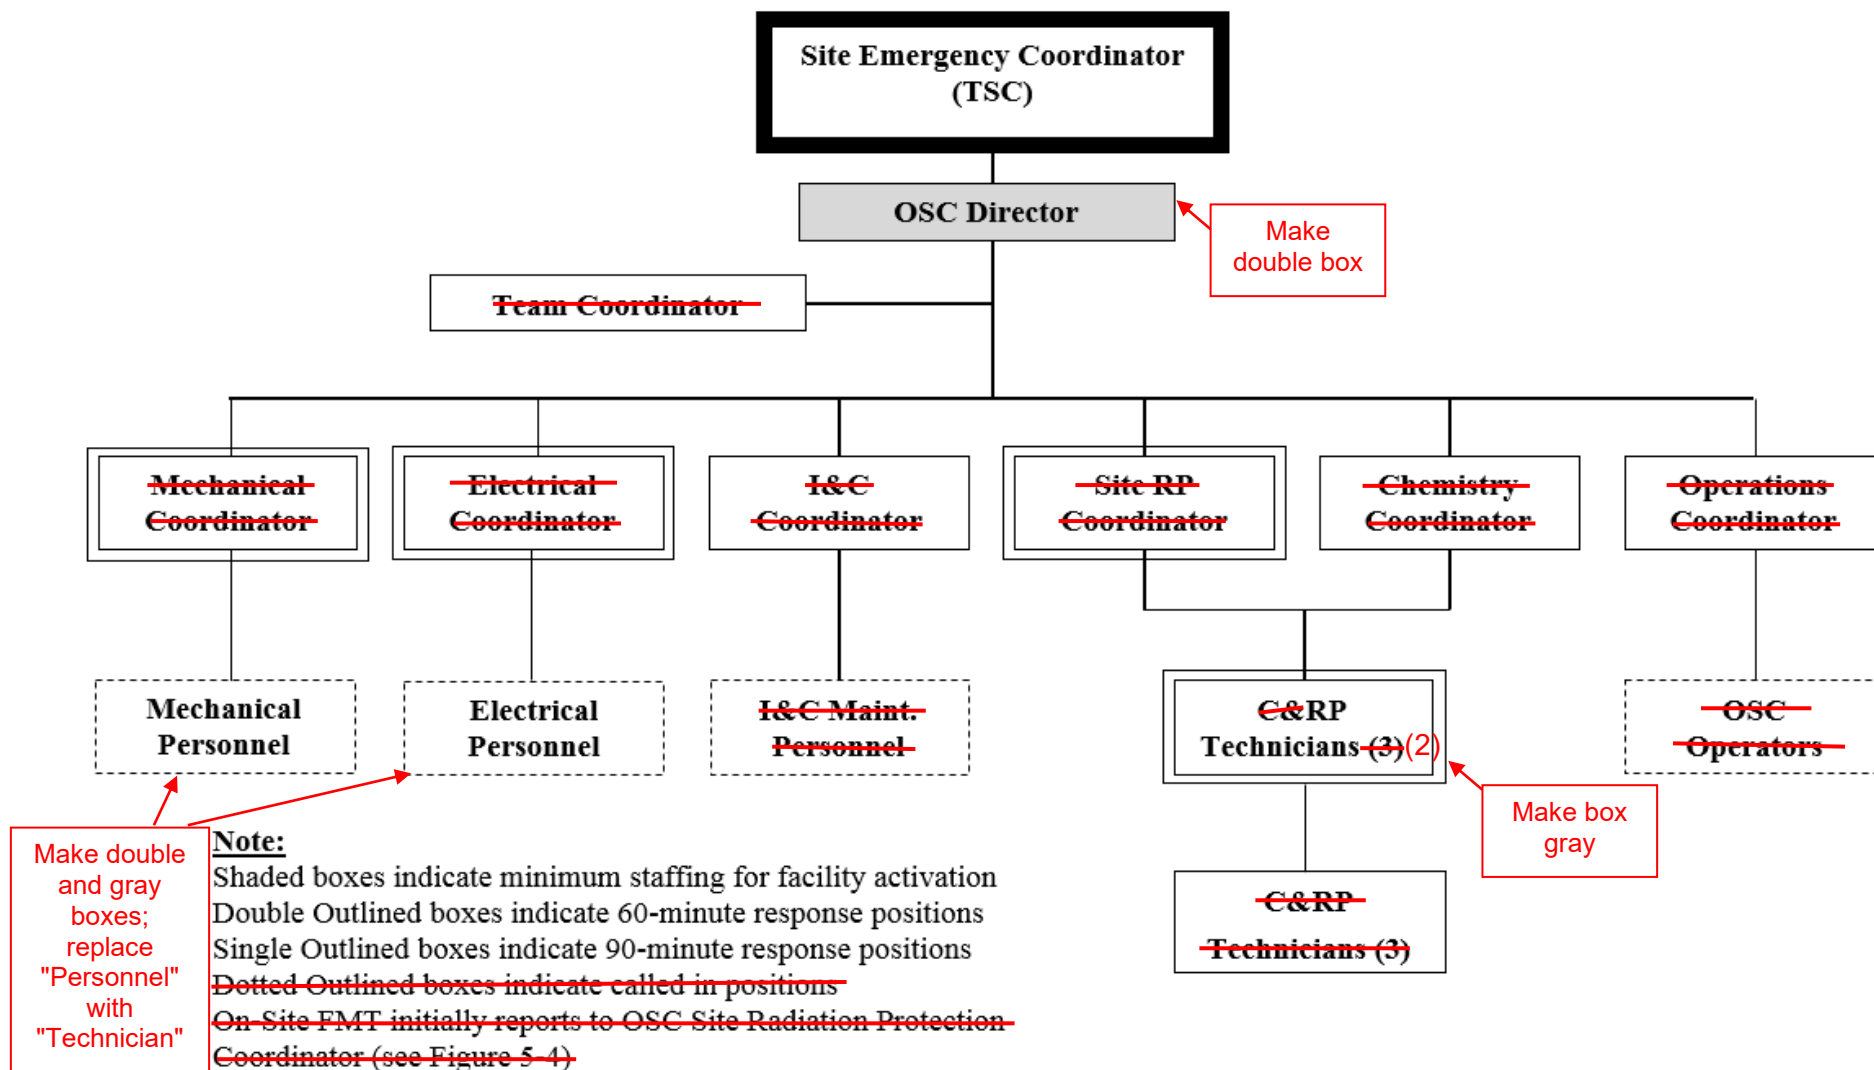 Site Emergency Coordinator
(TSC)
OSC Director
Make
double box
Team Coordinator
Mechanical
Coordinator
Electrical
Coordinator
I&C
Coordinator
Site RP
Coordinator
Chemistry
Coordinator
Operations
Coordinator
Mechanical
Personnel
Electrical
Personnel
I&C Maint.
Personnel
C&RP
Technicians (3)(2)
OSC
Operators
Make box
gray
C&RP
Technicians (3)
Make double
and gray
boxes;
replace
"Personnel"
with
"Technician"
Note:
Shaded boxes indicate minimum staffing for facility activation
Double Outlined boxes indicate 60-minute response positions
Single Outlined boxes indicate 90-minute response positions
Dotted Outlined boxes indicate called in positions
On-Site FMT initially reports to OSC Site Radiation Protection
Coordinator (see Figure 5-4)